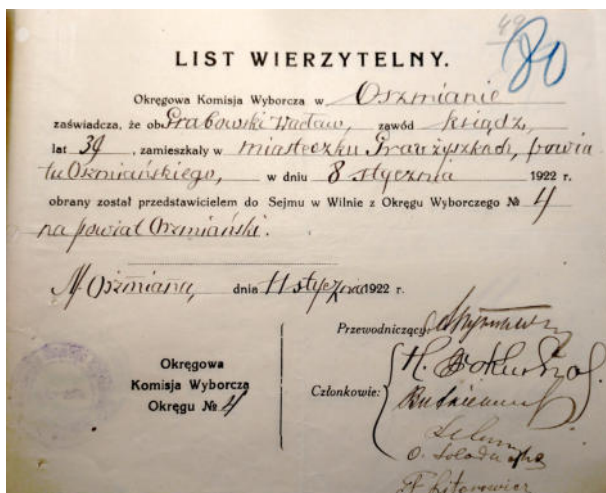 49
80
LIST WIERZYTELNY.
Okręgowa Komisja Wyborcza w Oszmianie
zaświadcza, że ob. Grabowski Wacław, zawód ksiądz,
lat 39, zamieszkały w miasteczku Graużyszkach, powia
tu Oszmiańskiego, w dniu 8 stycznia 1922 r.
obrany został przedstawicielem do Sejmu w Wilnie z Okręgu Wyborczego № 4
na powiat Oszmiański.
M. Oszmiana, dnia 11 stycznia 1922 r.
Przewodniczący:
H.
Okręgowa
Komisja Wyborcza
Członkowie:
Okręgu № 4